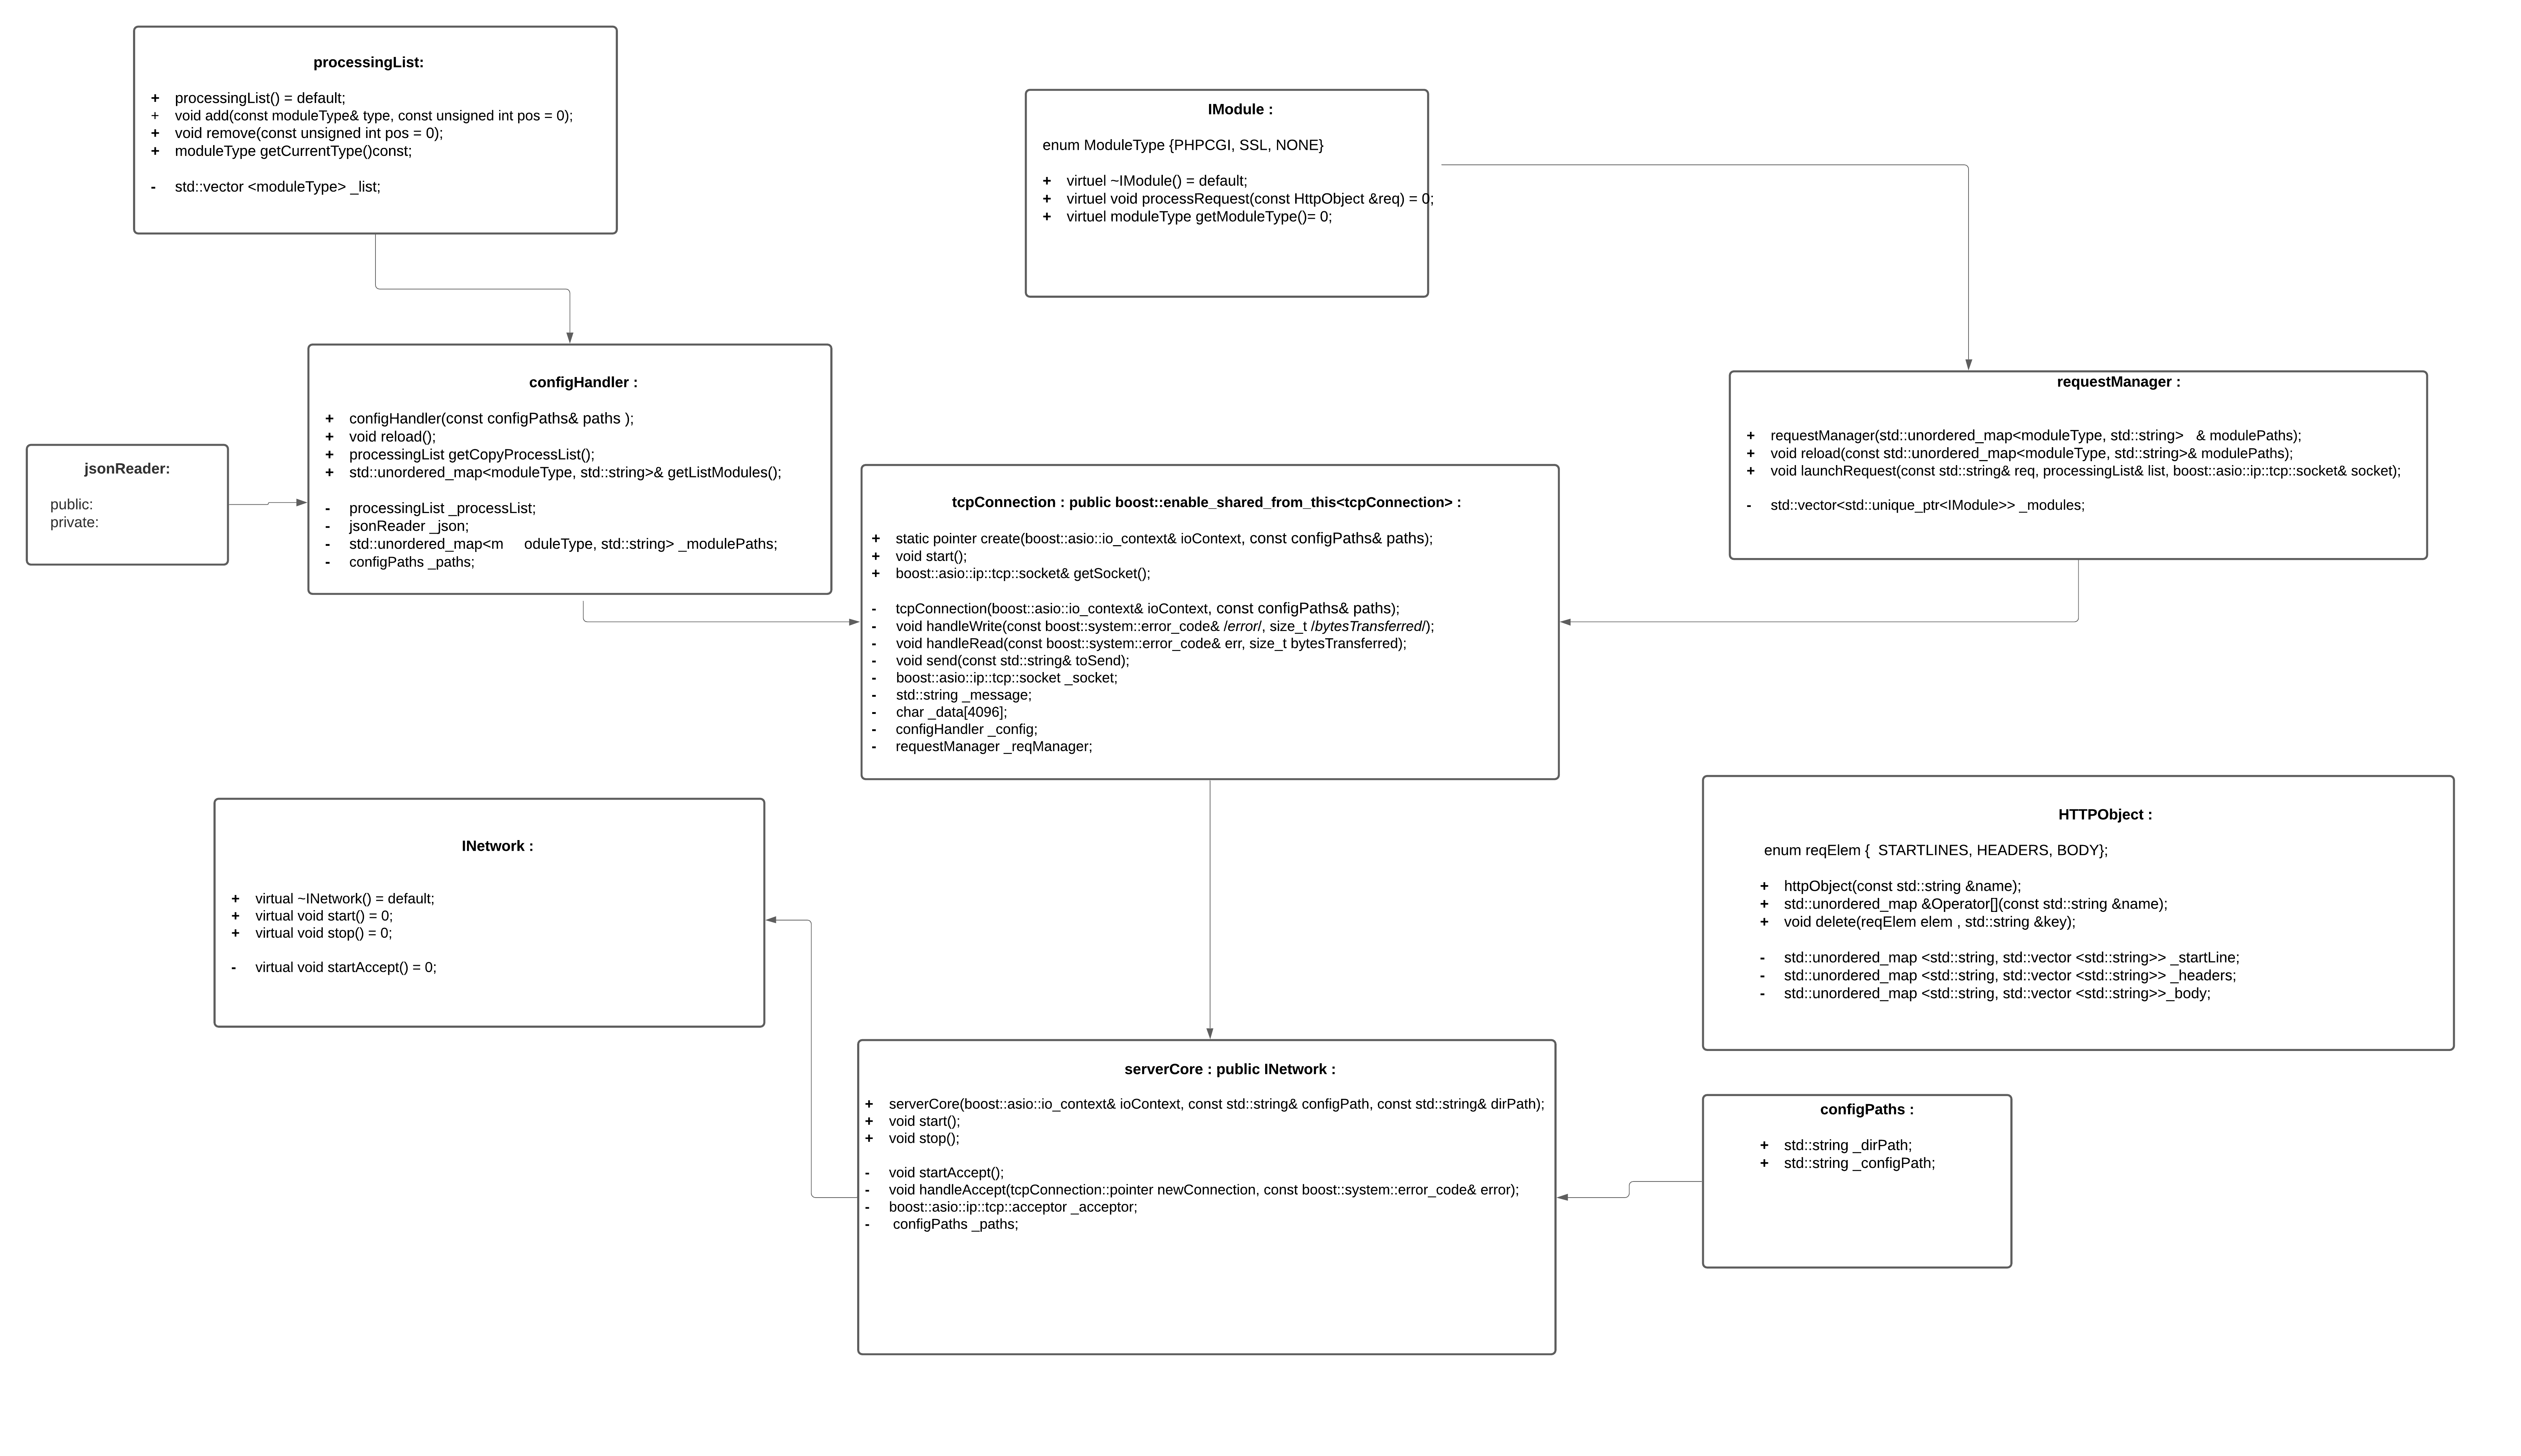 processingList:
+ processingList() = default;
+ void add(const moduleType& type, const unsigned int pos = 0);
+ void remove(const unsigned int pos = 0);
+ moduleType getCurrentType()const;
- std::vector <moduleType> _list;
IModule :
enum ModuleType {PHPCGI, SSL, NONE}
+ virtuel ~IModule() = default;
+ virtuel void processRequest(const HttpObject &req) = 0;
+ virtuel moduleType getModuleType()= 0;
configHandler :
+ configHandler(const configPaths& paths );
+ void reload();
+ processingList getCopyProcessList();
+ std::unordered_map<moduleType, std::string>& getListModules();
- processingList _processList;
- jsonReader _json;
- std::unordered_map<m oduleType, std::string> _modulePaths;
- configPaths _paths;
requestManager :
+ requestManager(std::unordered_map<moduleType, std::string> & modulePaths);
+ void reload(const std::unordered_map<moduleType, std::string>& modulePaths);
+ void launchRequest(const std::string& req, processingList& list, boost::asio::ip::tcp::socket& socket);
- std::vector<std::unique_ptr<IModule>> _modules;
jsonReader:
public:
private:
tcpConnection : public boost::enable_shared_from_this<tcpConnection> :
+ static pointer create(boost::asio::io_context& ioContext, const configPaths& paths);
+ void start();
+ boost::asio::ip::tcp::socket& getSocket();
- tcpConnection(boost::asio::io_context& ioContext, const configPaths& paths);
- void handleWrite(const boost::system::error_code& /error/, size_t /bytesTransferred/);
- void handleRead(const boost::system::error_code& err, size_t bytesTransferred);
- void send(const std::string& toSend);
- boost::asio::ip::tcp::socket _socket;
- std::string _message;
- char _data[4096];
- configHandler _config;
- requestManager _reqManager;
INetwork :
+ virtual ~INetwork() = default;
+ virtual void start() = 0;
+ virtual void stop() = 0;
- virtual void startAccept() = 0;
HTTPObject :
enum reqElem { STARTLINES, HEADERS, BODY};
+ httpObject(const std::string &name);
+ std::unordered_map &Operator[](const std::string &name);
+ void delete(reqElem elem , std::string &key);
- std::unordered_map <std::string, std::vector <std::string>> _startLine;
- std::unordered_map <std::string, std::vector <std::string>> _headers;
- std::unordered_map <std::string, std::vector <std::string>>_body;
serverCore : public INetwork :
+ serverCore(boost::asio::io_context& ioContext, const std::string& configPath, const std::string& dirPath);
+ void start();
+ void stop();
- void startAccept();
- void handleAccept(tcpConnection::pointer newConnection, const boost::system::error_code& error);
- boost::asio::ip::tcp::acceptor _acceptor;
- configPaths _paths;
configPaths :
+ std::string _dirPath;
+ std::string _configPath;